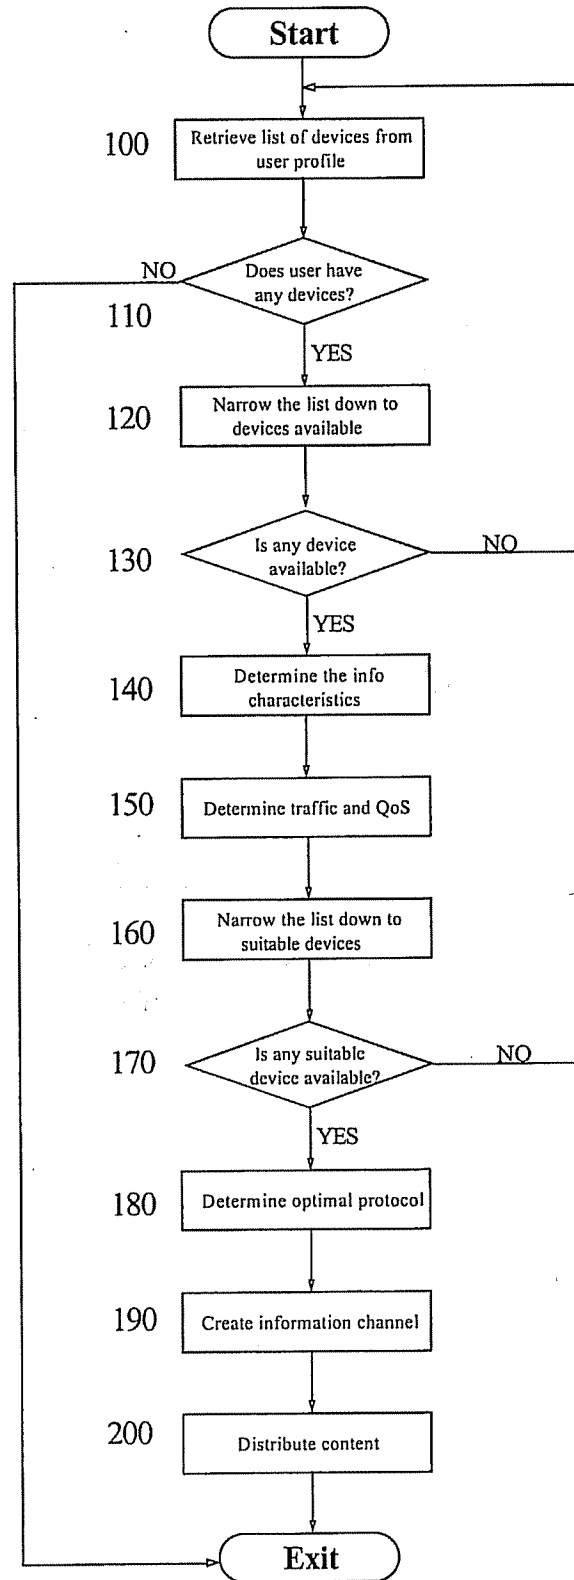 Start
100
Retrieve list of devices from
user profile
NO
Does user have
any devices?
110
YES
120
Narrow the list down to
devices available
130
Is any device
available?
NO
YES
140
Determine the info
characteristics
150
Determine traffic and QoS
160
Narrow the list down to
suitable devices
170
Is any suitable
device available?
NO
YES
180
Determine optimal protocol
190
Create information channel
200
Distribute content
Exit